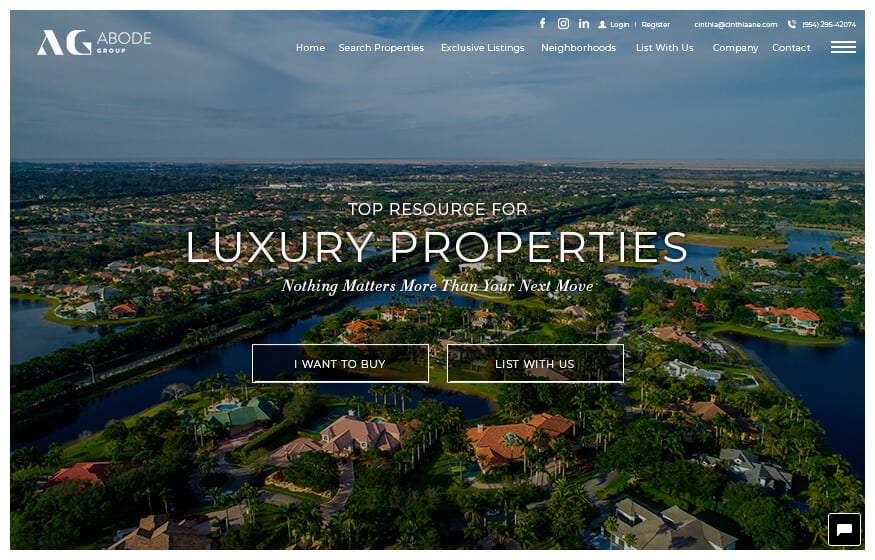 Login | Register
cinthia@cinthiaane.com
(954) 295-42074
AG ABODE
GROUP
Home
Search Properties
Exclusive Listings
Neighborhoods
List With Us
Company
Contact
TOP RESOURCE FOR
LUXURY PROPERTIES
Nothing Matters More Than Your Next Move
I WANT TO BUY
LIST WITH US